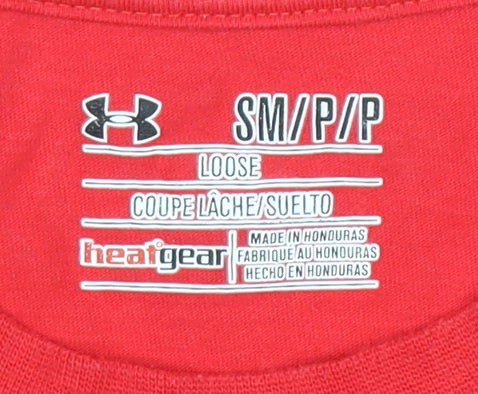 SM/P/P
LOOSE
COUPE LÂCHE/SUELTO
heatgear
MADE IN HONDURAS
FABRIQUÉ AU HONDURAS
HECHO EN HONDURAS